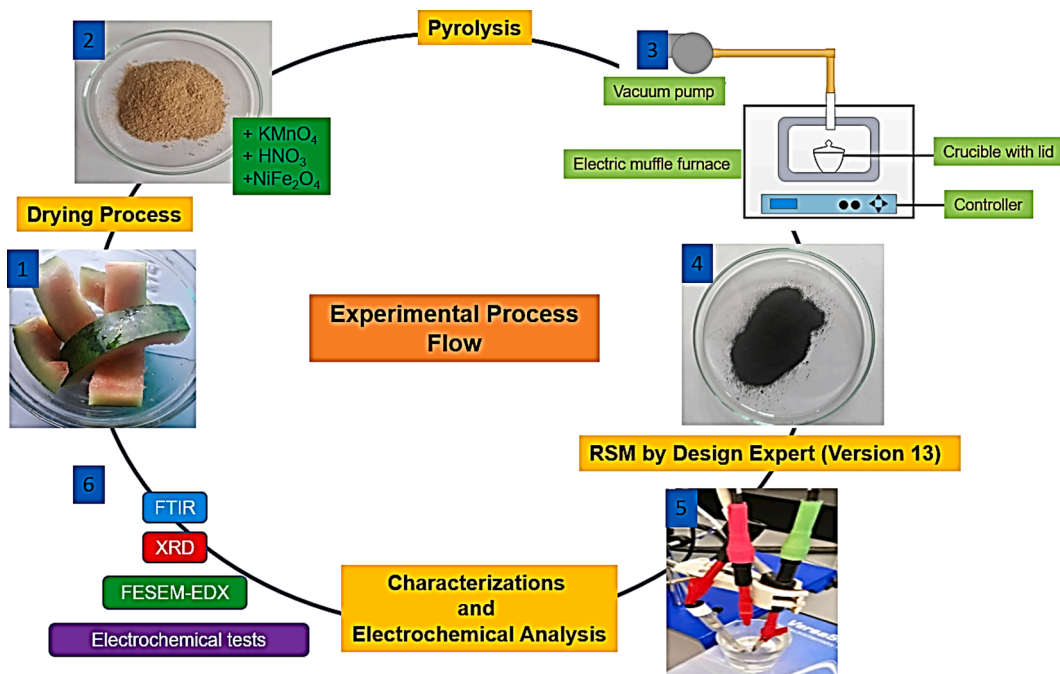 2
Pyrolysis
3
Vacuum pump
+ KMnO₄
+ HNO₃
+NiFe₂O₄
Electric muffle furnace
Crucible with lid
Controller
Drying Process
1
4
Experimental Process
Flow
RSM by Design Expert (Version 13)
6
FTIR
XRD
FESEM-EDX
Electrochemical tests
Characterizations
and
Electrochemical Analysis
5